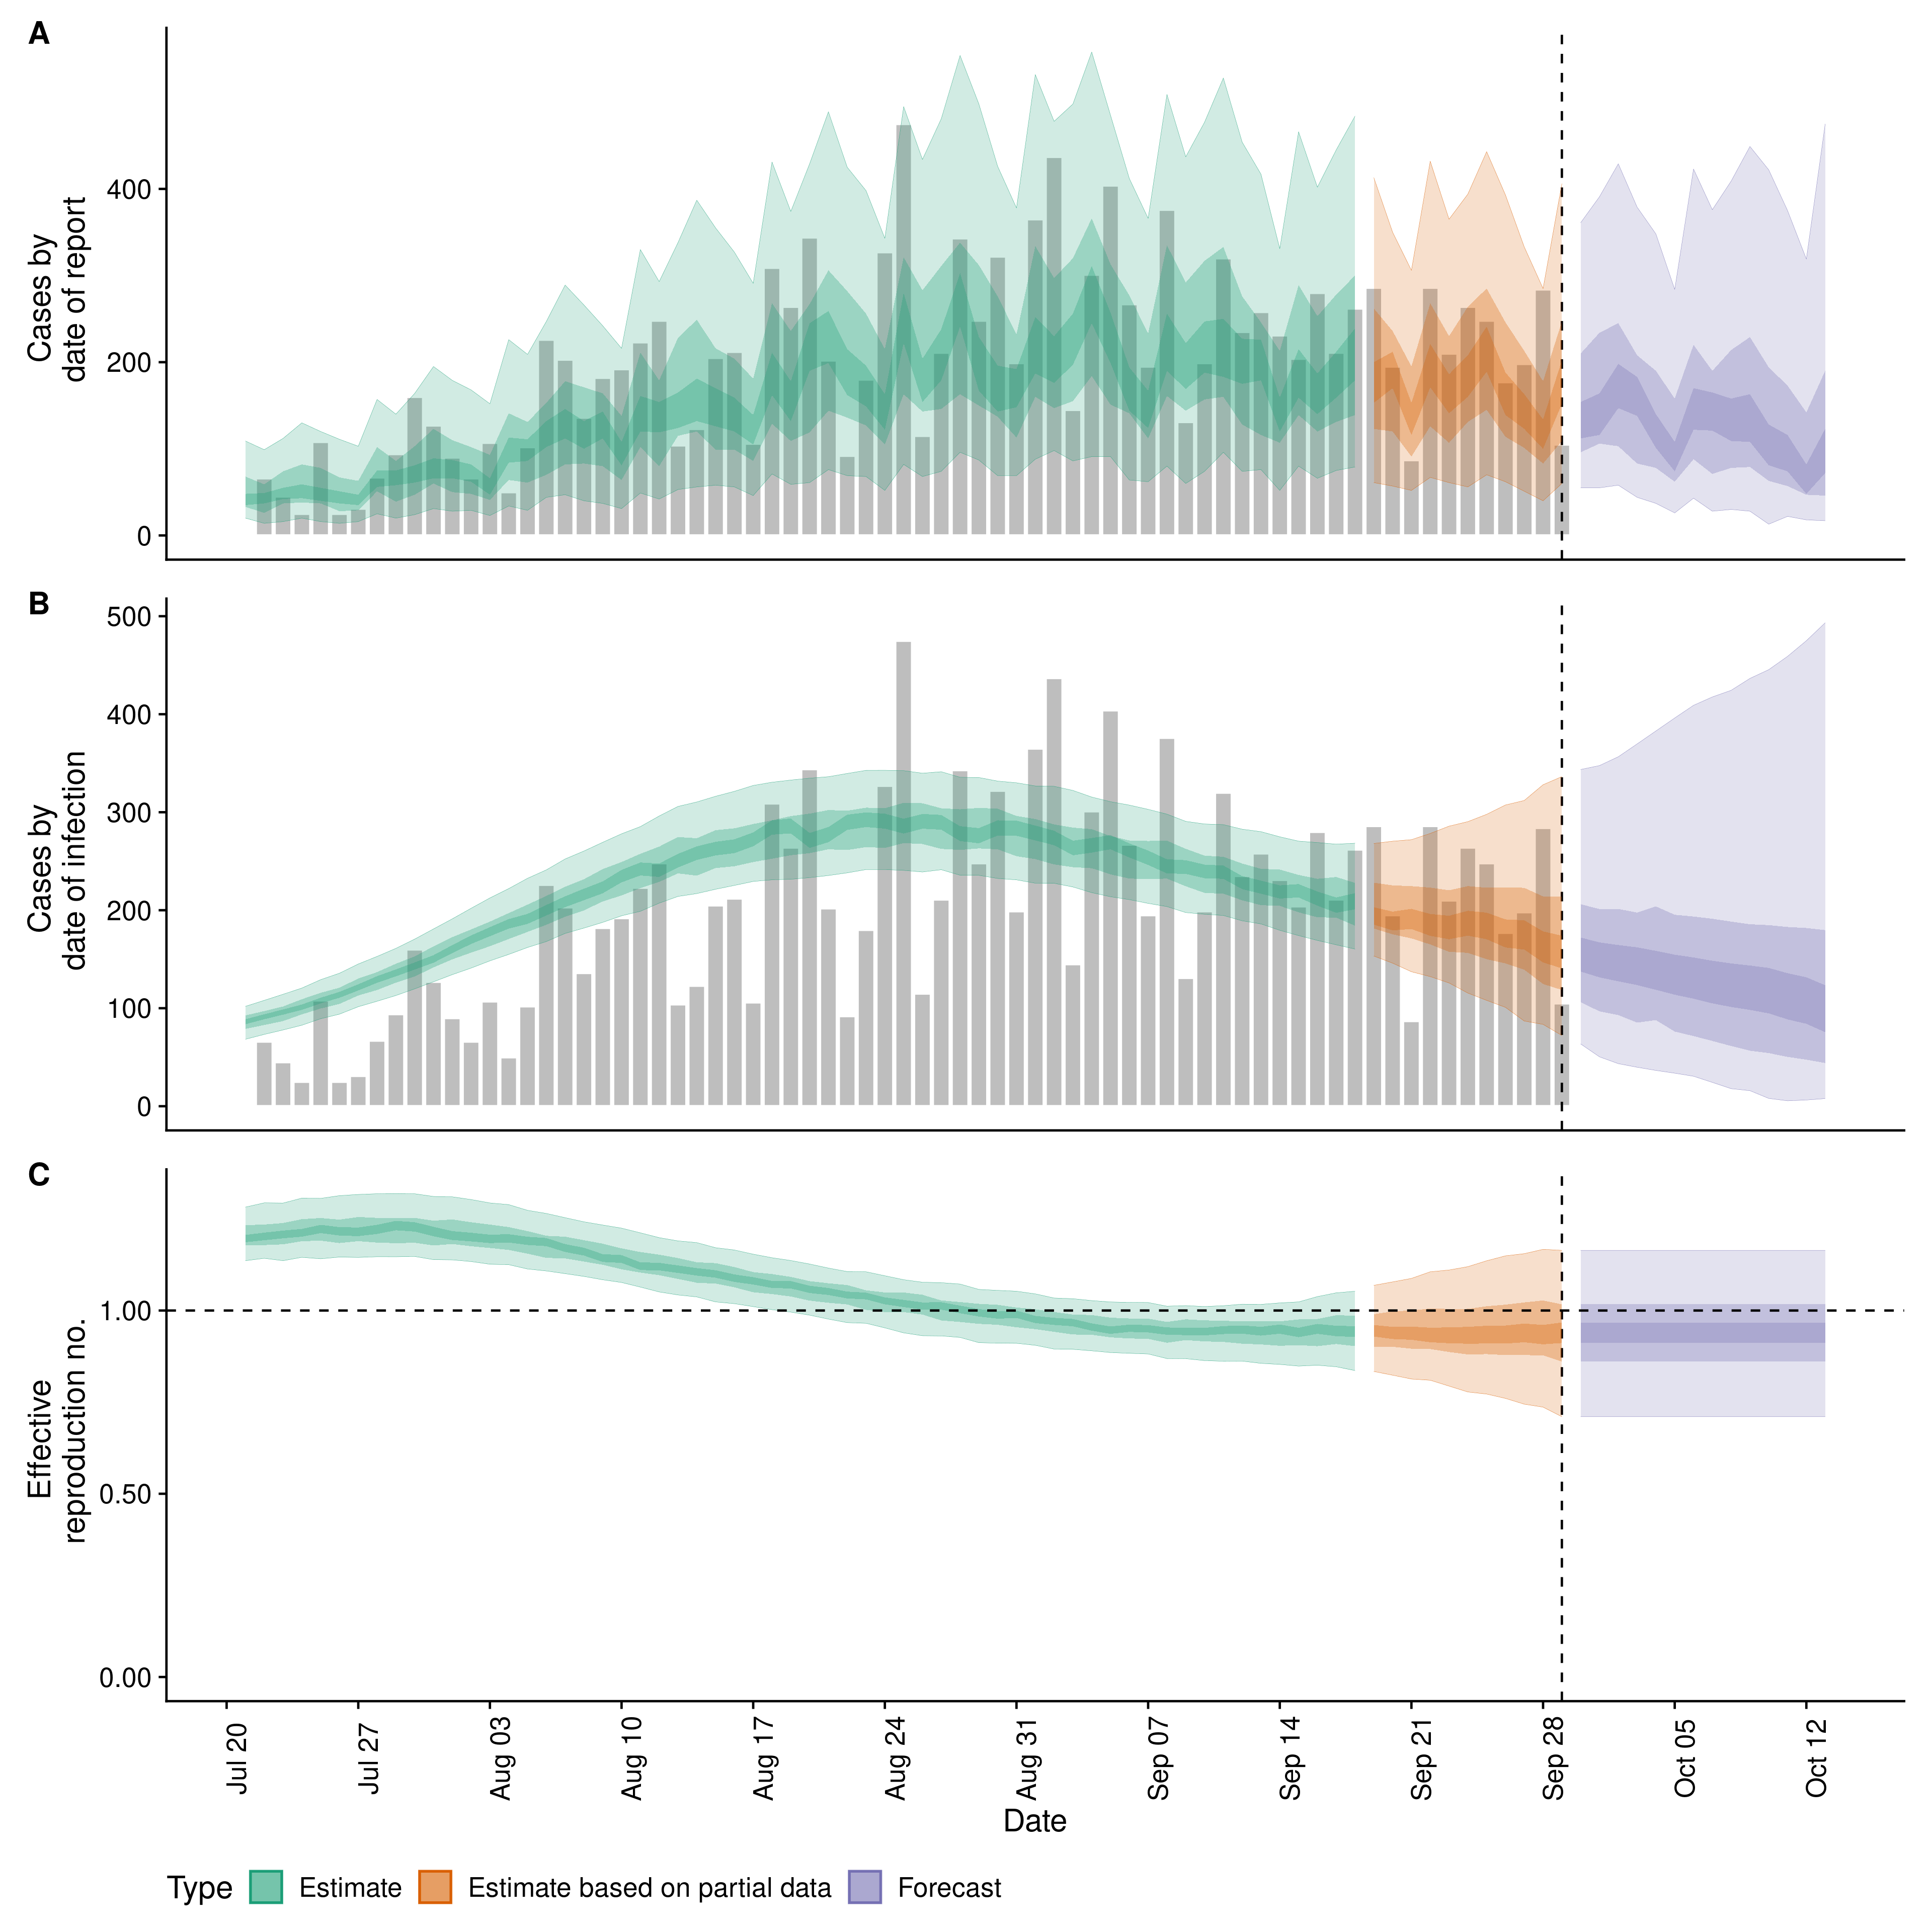 A
Cases by
date of report
400
200
0
B
Cases by
date of infection
500
400
300
200
100
0
C
Effective
reproduction no.
1.00
0.50
0.00
Jul 20
Jul 27
Aug 03
Aug 10
Aug 17
Aug 24
Aug 31
Sep 07
Sep 14
Sep 21
Sep 28
Oct 05
Oct 12
Date
Type Estimate Estimate based on partial data Forecast